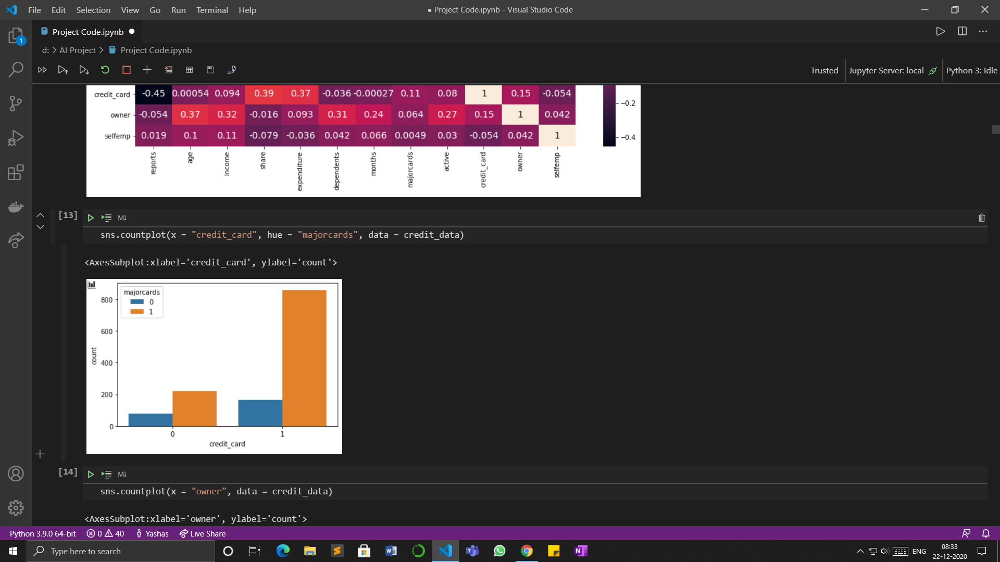 File Edit Selection View Go Run Terminal Help
● Project Code.ipynb - Visual Studio Code
1
Project Code.ipynb ●
d: > AI Project > Project Code.ipynb
Trusted Jupyter Server: local Python 3: Idle
credit_card -0.45 0.00054 0.094 0.39 0.37 -0.036 -0.00027 0.11 0.08 1 0.15 -0.054
−0.2
owner -0.054 0.37 0.32 -0.016 0.093 0.31 0.24 0.064 0.27 0.15 1 0.042
selfemp 0.019 0.1 0.11 -0.079 -0.036 0.042 0.066 0.0049 0.03 -0.054 0.042 1
−0.4
reports age income share expenditure dependents months majorcards active credit_card owner selfemp
[13]
M↓
sns.countplot(x = "credit_card", hue = "majorcards", data = credit_data)
<AxesSubplot:xlabel='credit_card', ylabel='count'>
majorcards
0
1
800
600
400
200
0
count
0 1
credit_card
[14]
M↓
sns.countplot(x = "owner", data = credit_data)
<AxesSubplot:xlabel='owner', ylabel='count'>
Python 3.9.0 64-bit 0 40 Yashas Live Share
Type here to search
ENG
08:33
22-12-2020